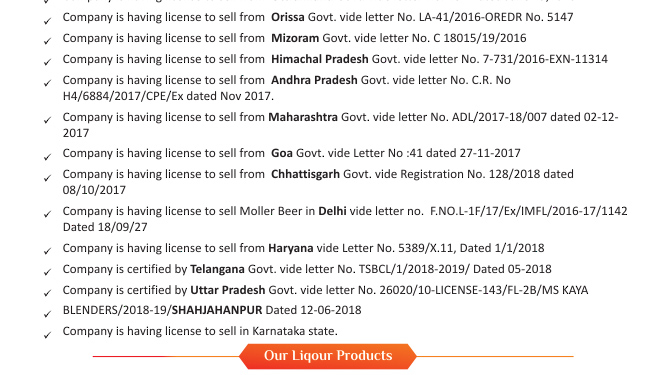 Company is having license to sell from Orissa Govt. vide letter No. LA-41/2016-OREDR No. 5147
Company is having license to sell from Mizoram Govt. vide letter No. C 18015/19/2016
Company is having license to sell from Himachal Pradesh Govt. vide letter No. 7-731/2016-EXN-11314
Company is having license to sell from Andhra Pradesh Govt. vide letter No. C.R. No
H4/6884/2017/CPE/Ex dated Nov 2017.
Company is having license to sell from Maharashtra Govt. vide letter No. ADL/2017-18/007 dated 02-12-
2017
Company is having license to sell from Goa Govt. vide Letter No :41 dated 27-11-2017
Company is having license to sell from Chhattisgarh Govt. vide Registration No. 128/2018 dated
08/10/2017
Company is having license to sell Moller Beer in Delhi vide letter no. F.NO.L-1F/17/Ex/IMFL/2016-17/1142
Dated 18/09/27
Company is having license to sell from Haryana vide Letter No. 5389/X.11, Dated 1/1/2018
Company is certified by Telangana Govt. vide letter No. TSBCL/1/2018-2019/ Dated 05-2018
Company is certified by Uttar Pradesh Govt. vide letter No. 26020/10-LICENSE-143/FL-2B/MS KAYA
BLENDERS/2018-19/SHAHJAHANPUR Dated 12-06-2018
Company is having license to sell in Karnataka state.
Our Liqour Products